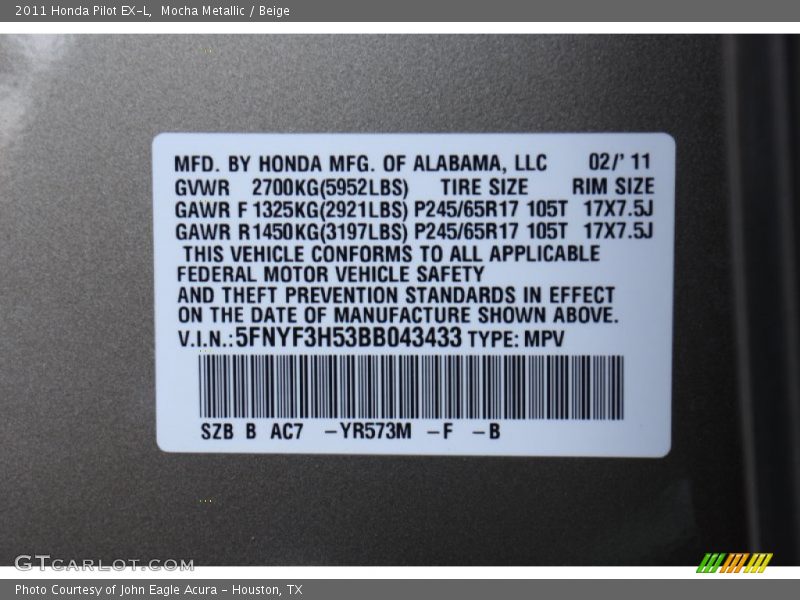 2011 Honda Pilot EX-L,  Mocha Metallic / Beige
MFD. BY HONDA MFG. OF ALABAMA, LLC 02/' 11
GVWR 2700KG(5952LBS) TIRE SIZE RIM SIZE
GAWR F 1325KG(2921LBS) P245/65R17 105T 17X7.5J
GAWR R1450KG(3197LBS) P245/65R17 105T 17X7.5J
THIS VEHICLE CONFORMS TO ALL APPLICABLE
FEDERAL MOTOR VEHICLE SAFETY
AND THEFT PREVENTION STANDARDS IN EFFECT
ON THE DATE OF MANUFACTURE SHOWN ABOVE.
V.I.N.:5FNYF3H53BB043433 TYPE: MPV
SZB B AC7 -YR573M -F -B
GTcarlot.com
Photo Courtesy of John Eagle Acura - Houston, TX